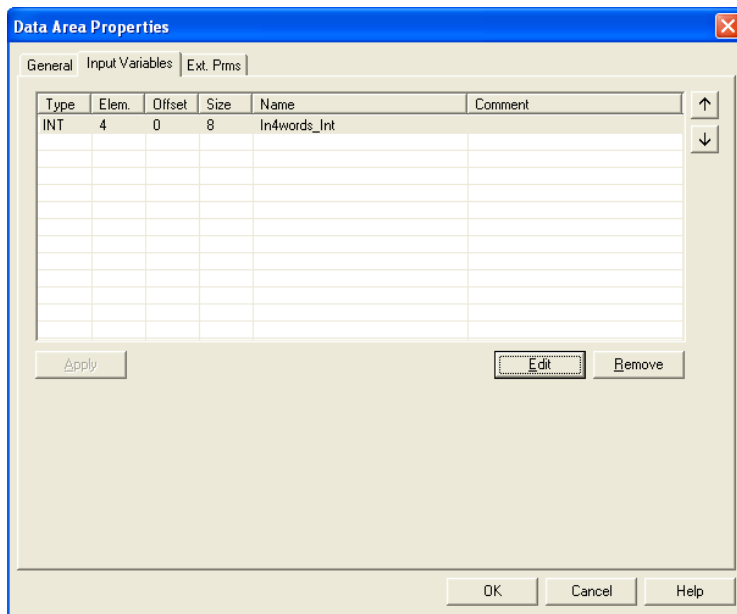 Data Area Properties
General Input Variables Ext. Prms
Type Elem. Offset Size Name Comment
INT 4 0 8 In4words_Int
Apply Edit Remove
OK Cancel Help